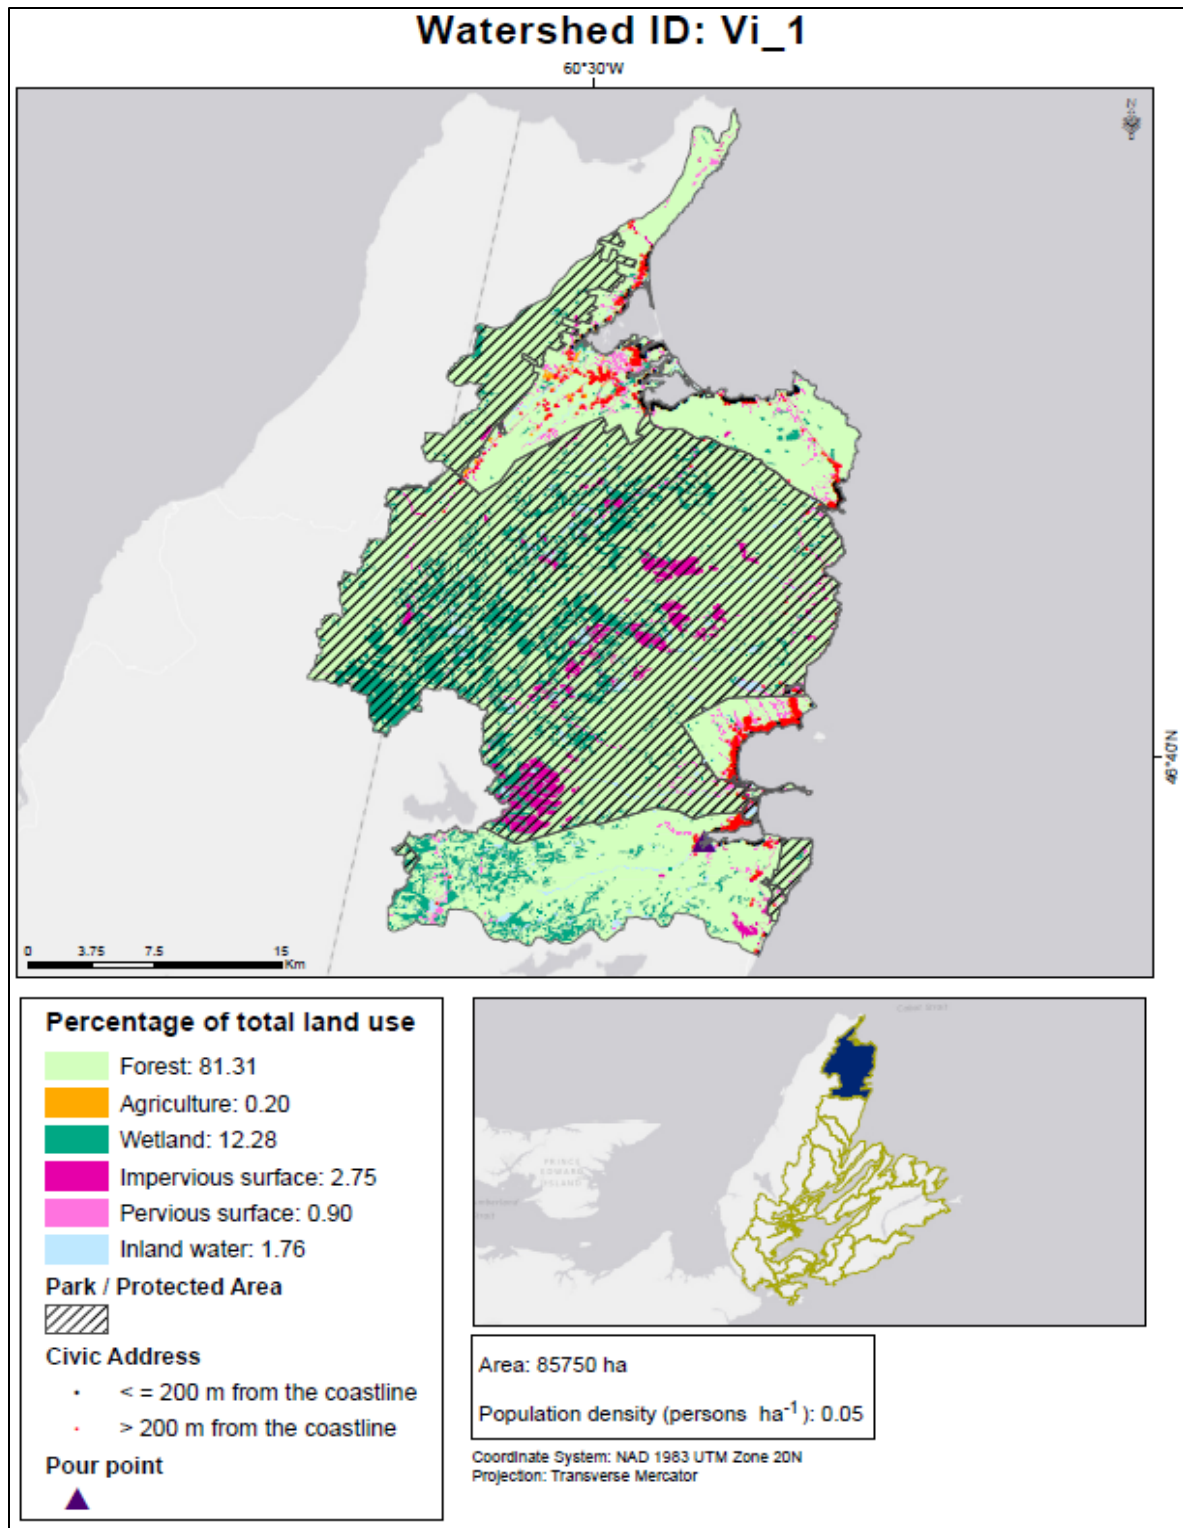 Watershed ID: Vi_1
60°30'W
N
46°40'N
0 3.75 7.5 15
Km
Percentage of total land use
Forest: 81.31
Agriculture: 0.20
Wetland: 12.28
Impervious surface: 2.75
Pervious surface: 0.90
Inland water: 1.76
Park / Protected Area
Civic Address
< = 200 m from the coastline
> 200 m from the coastline
Pour point
PRINCE
EDWARD
ISLAND
Area: 85750 ha
Population density (persons ha-1): 0.05
Coordinate System: NAD 1983 UTM Zone 20N
Projection: Transverse Mercator